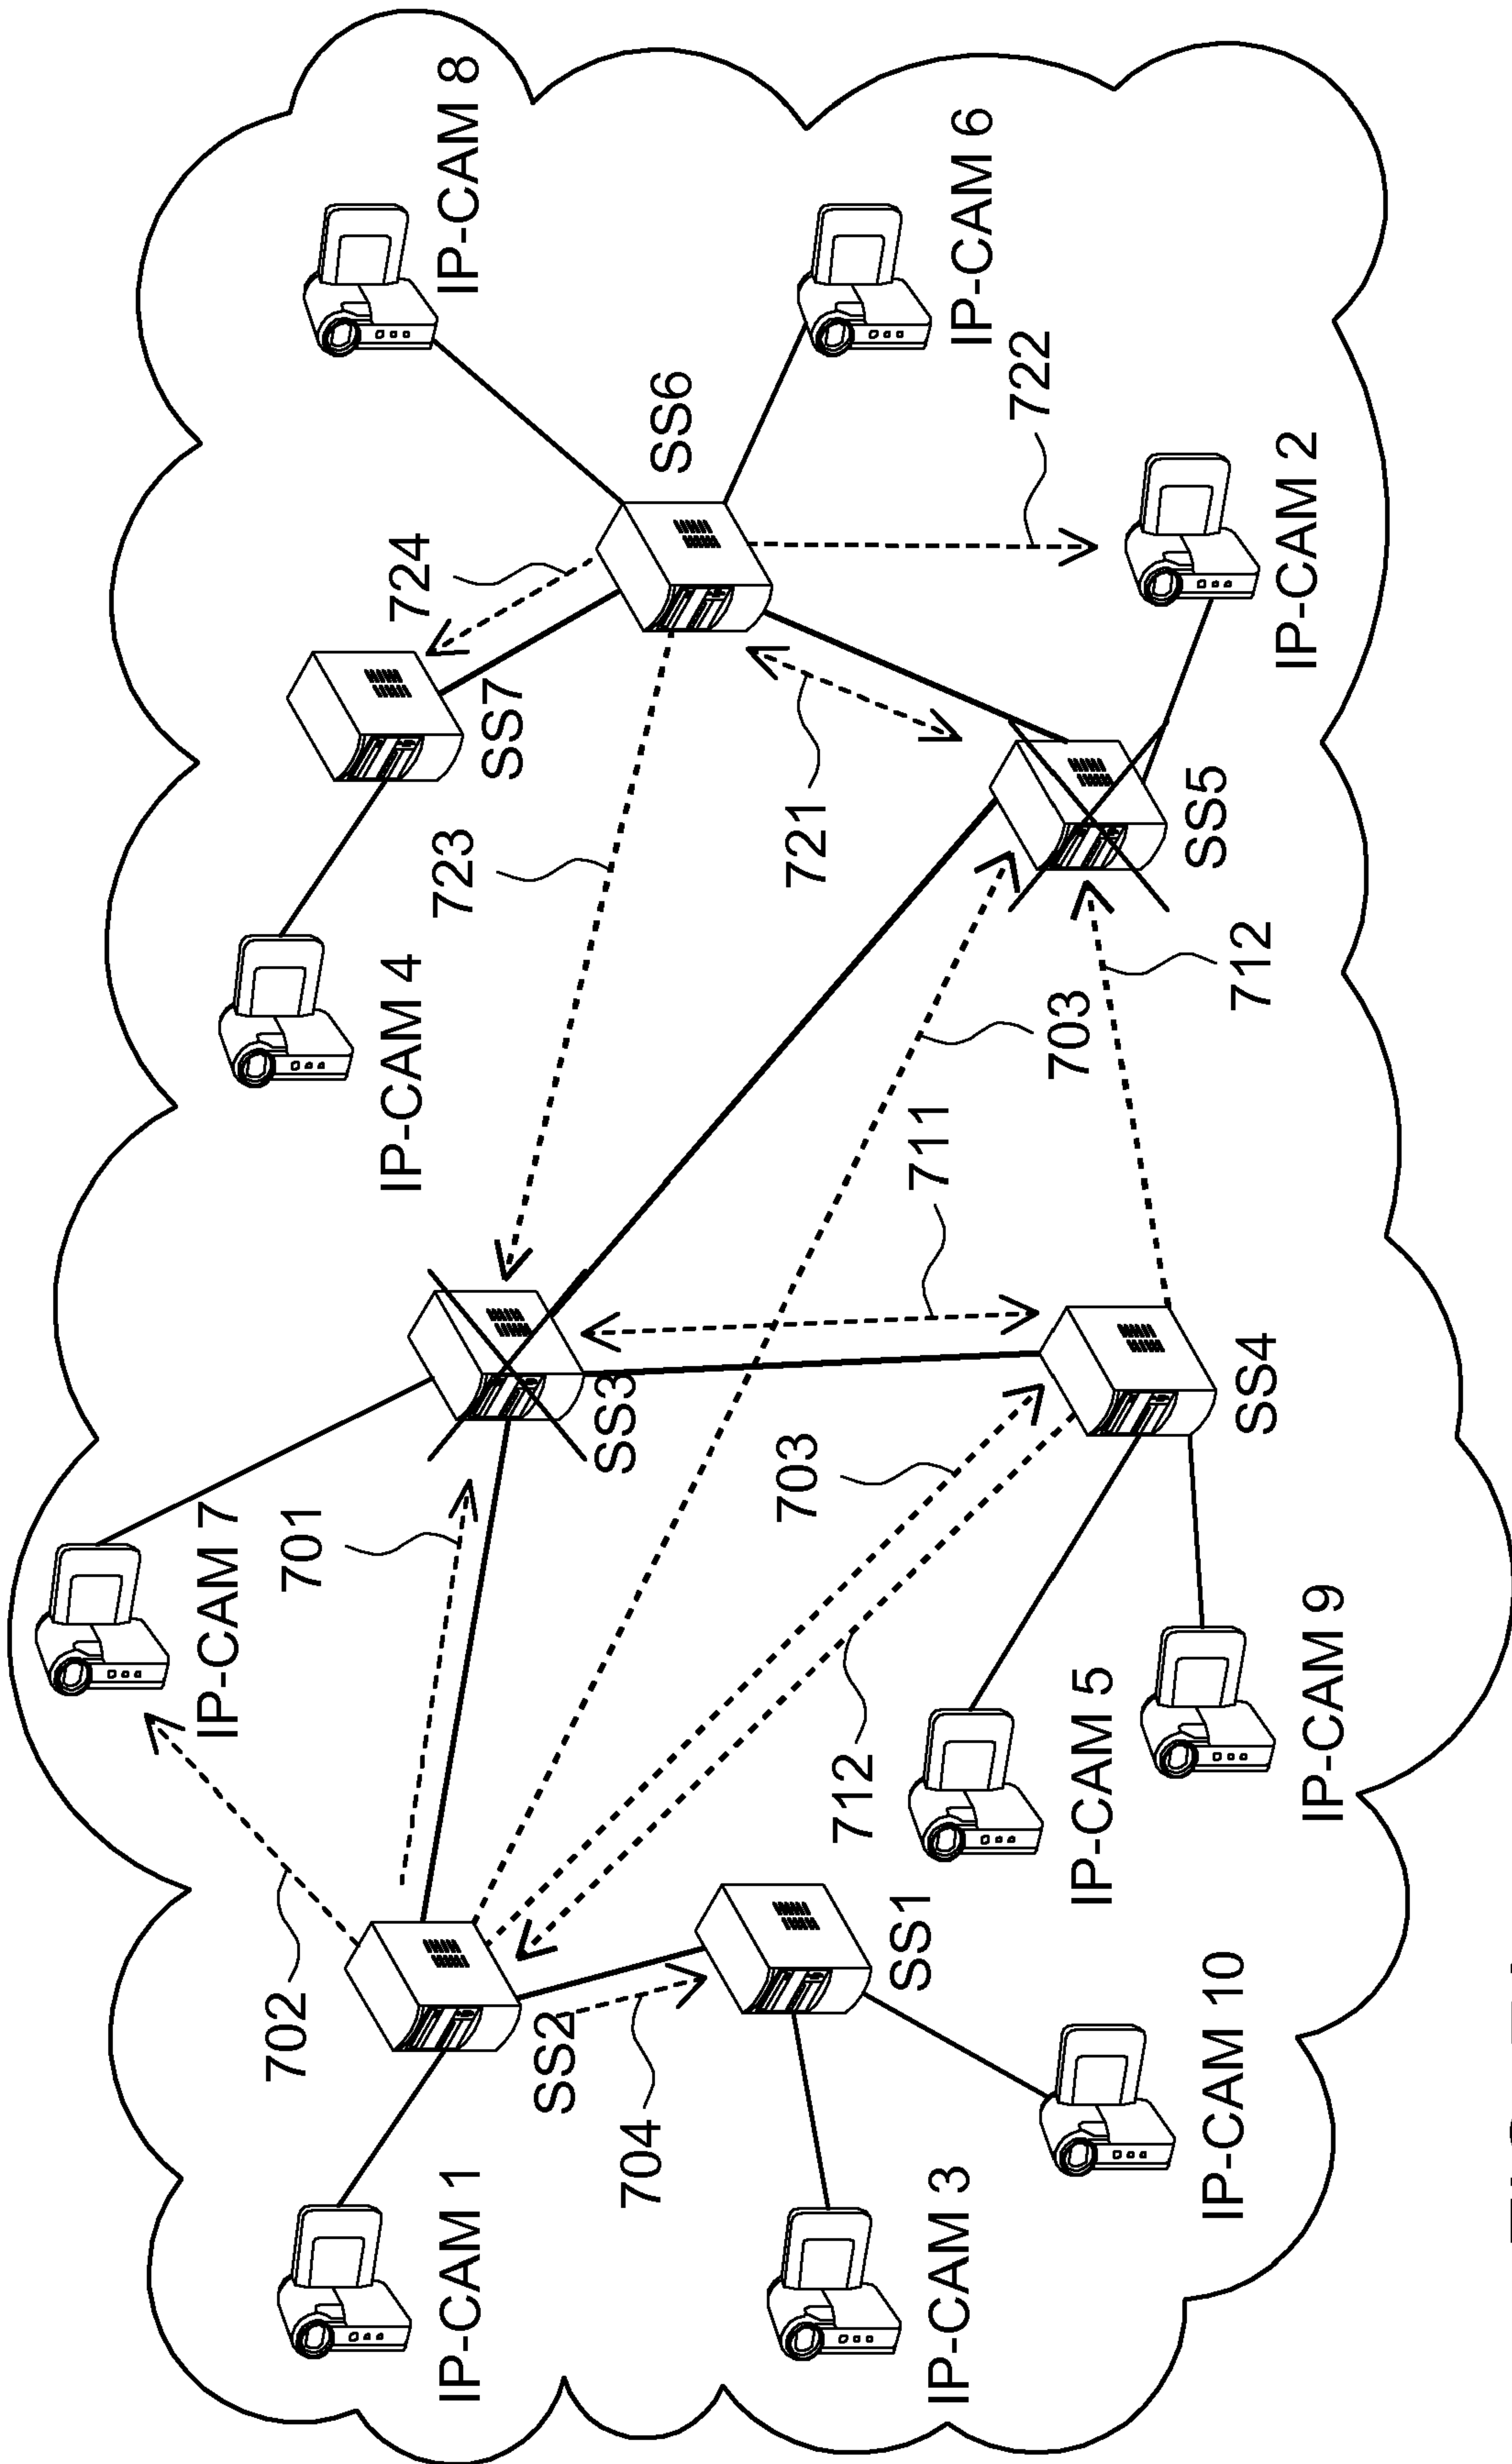 IP-CAM 7
702
701
IP-CAM 4
724
723
IP-CAM 1
IP-CAM 8
SS7
SS2
SS3
704
SS6
703
721
712
SS1
711
IP-CAM 3
IP-CAM 6
722
703
IP-CAM 5
SS5
IP-CAM 10
712
SS4
IP-CAM 2
IP-CAM 9